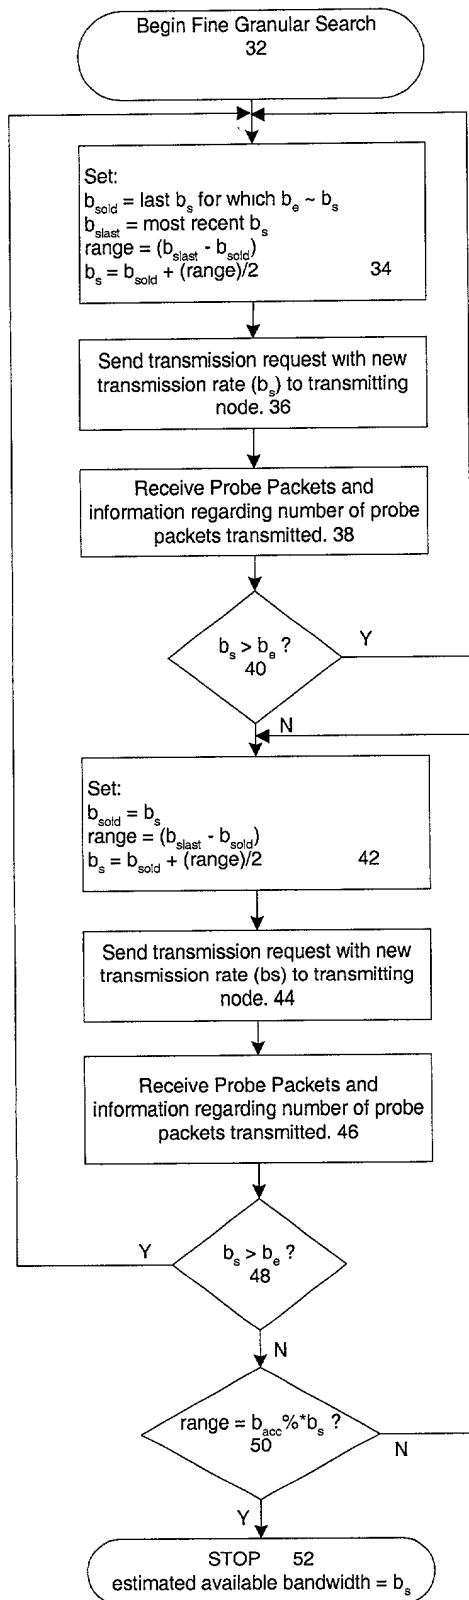 Begin Fine Granular Search
32
Set:
b_sold = last b_s for which b_e ~ b_s
b_slast = most recent b_s
range = (b_slast - b_sold)
b_s = b_sold + (range)/2 34
Send transmission request with new
transmission rate (b_s) to transmitting
node. 36
Receive Probe Packets and
information regarding number of probe
packets transmitted. 38
b_s > b_e ?
40
Y
N
Set:
b_sold = b_s
range = (b_slast - b_sold)
b_s = b_sold + (range)/2 42
Send transmission request with new
transmission rate (bs) to transmitting
node. 44
Receive Probe Packets and
information regarding number of probe
packets transmitted. 46
Y
b_s > b_e ?
48
N
range = b_acc%*b_s ?
50
N
Y
STOP 52
estimated available bandwidth = b_s